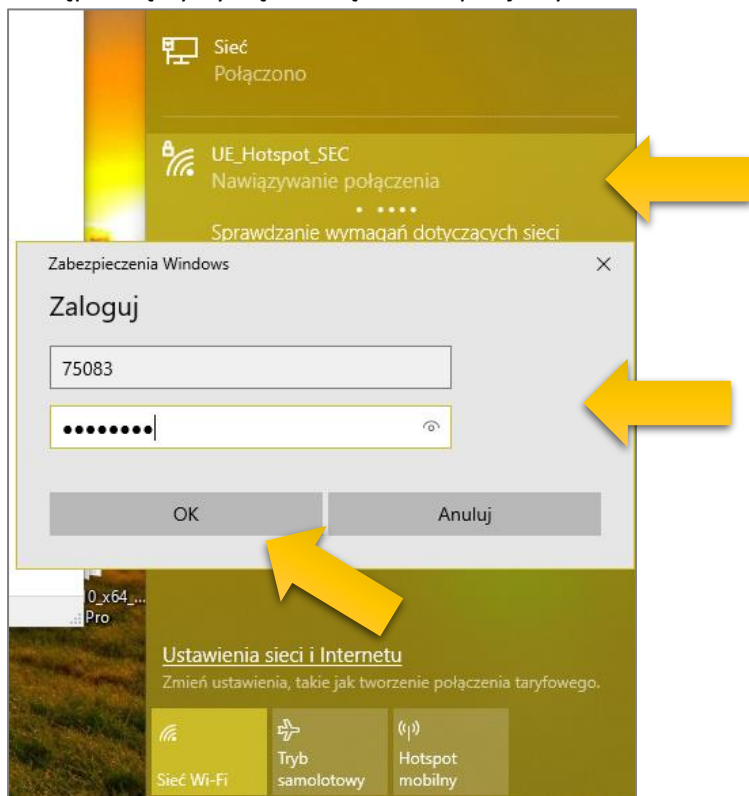 Sieć
Połączono
UE_Hotspot_SEC
Nawiązywanie połączenia
Sprawdzanie wymagań dotyczących sieci
Zabezpieczenia Windows
Zaloguj
75083
OK
Anuluj
0_x64_...
Pro
Ustawienia sieci i Internetu
Zmień ustawienia, takie jak tworzenie połączenia taryfowego.
Sieć Wi-Fi
Tryb samolotowy
Hotspot mobilny